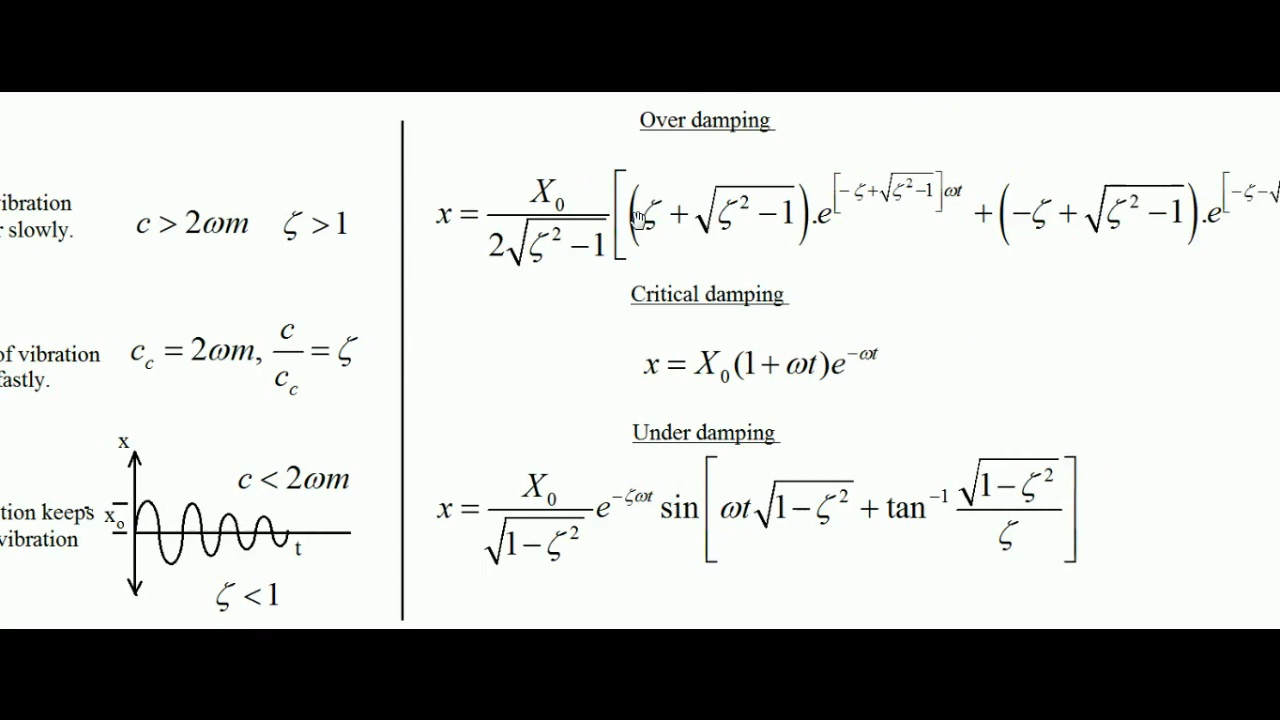 Over damping
ibration
slowly.
c > 2ωm ζ > 1
x = X₀ / 2√(ζ² − 1) [(ζ + √(ζ² − 1)).e^[−ζ + √(ζ² − 1)]ωt + (−ζ + √(ζ² − 1)).e^[−ζ − √
Critical damping
of vibration
fastly.
c_c = 2ωm, c / c_c = ζ
x = X₀(1 + ωt)e^−ωt
Under damping
x
c < 2ωm
tion keeps
vibration
x₀
t
ζ < 1
x = X₀ / √(1 − ζ²) e^−ζωt sin[ωt√(1 − ζ²) + tan⁻¹ √(1 − ζ²) / ζ]